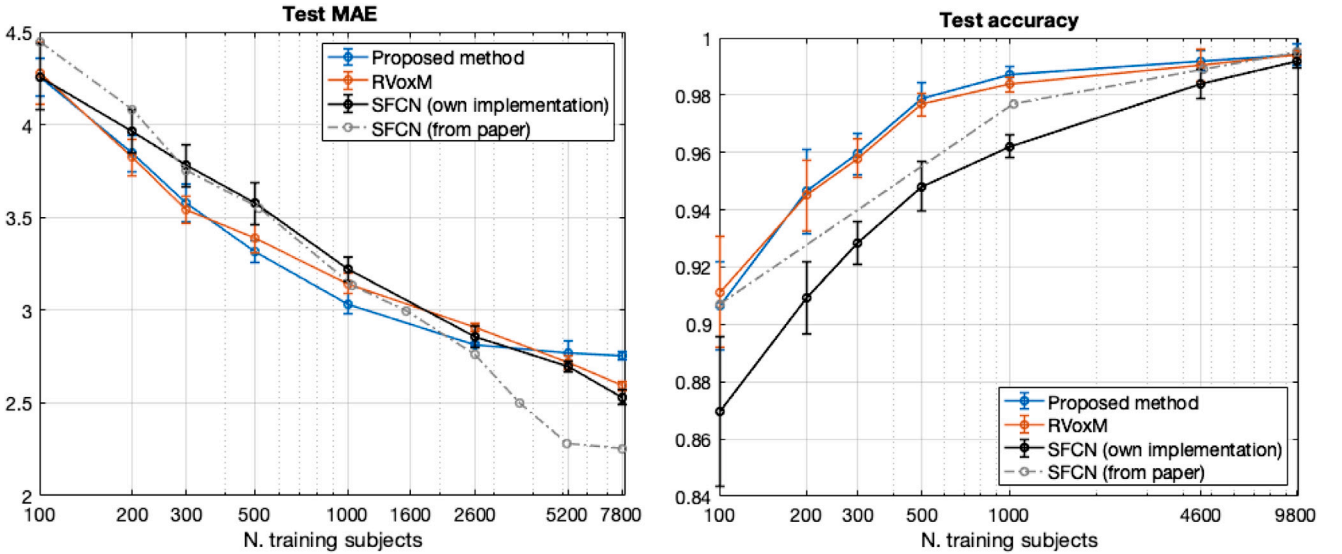 Test MAE
4.5
4
3.5
3
2.5
2
100 200 300 500 1000 1600 2600 5200 7800
N. training subjects
Proposed method
RVoxM
SFCN (own implementation)
SFCN (from paper)
Test accuracy
1
0.98
0.96
0.94
0.92
0.9
0.88
0.86
0.84
100 200 300 500 1000 4600 9800
N. training subjects
Proposed method
RVoxM
SFCN (own implementation)
SFCN (from paper)